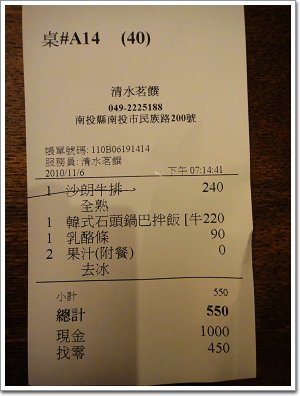 桌#A14 (40)
清水茗饌
049-2225188
南投縣南投市民族路200號
帳單號碼: 110B06191414
服務員: 清水茗饌
2010/11/6 下午 07:14:41
1 沙朗牛排 240
全熟
1 韓式石頭鍋巴拌飯 [牛220
1 乳酪條 90
2 果汁(附餐) 0
去冰
小計 550
總計 550
現金 1000
找零 450